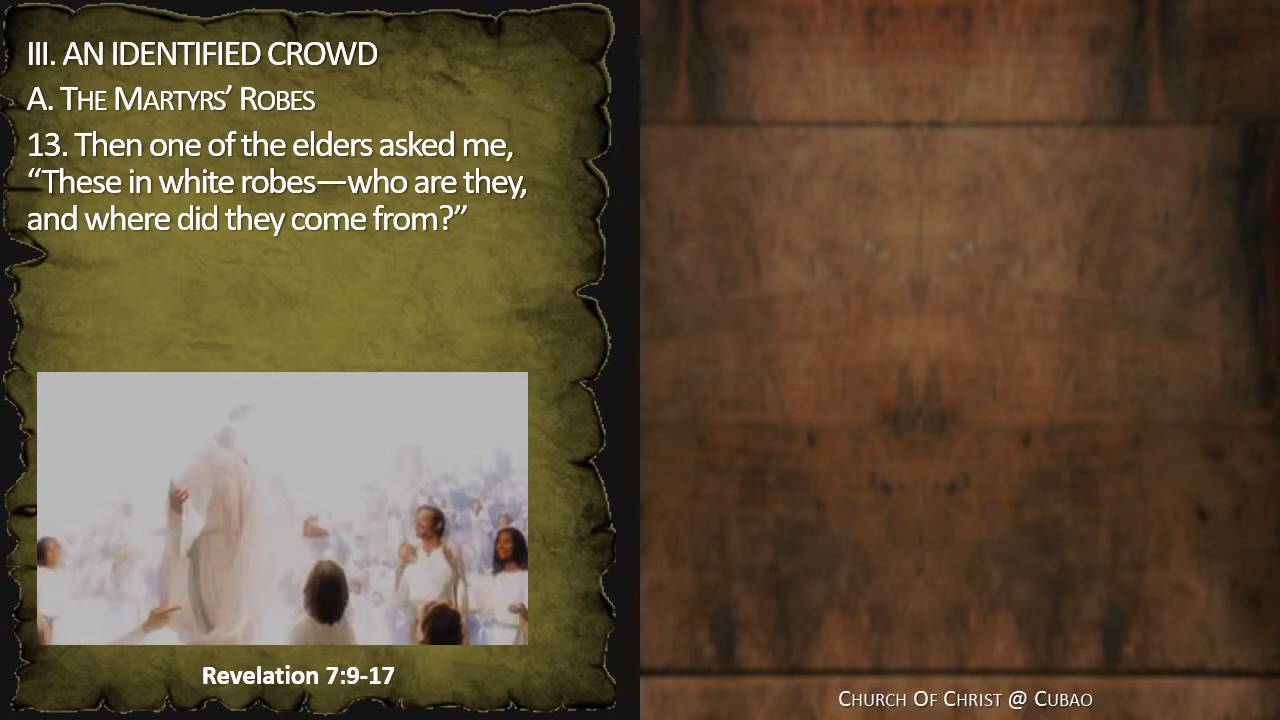 III. AN IDENTIFIED CROWD
A. THE MARTYRS’ ROBES
13. Then one of the elders asked me,
“These in white robes—who are they,
and where did they come from?”
Revelation 7:9-17
CHURCH OF CHRIST @ CUBAO